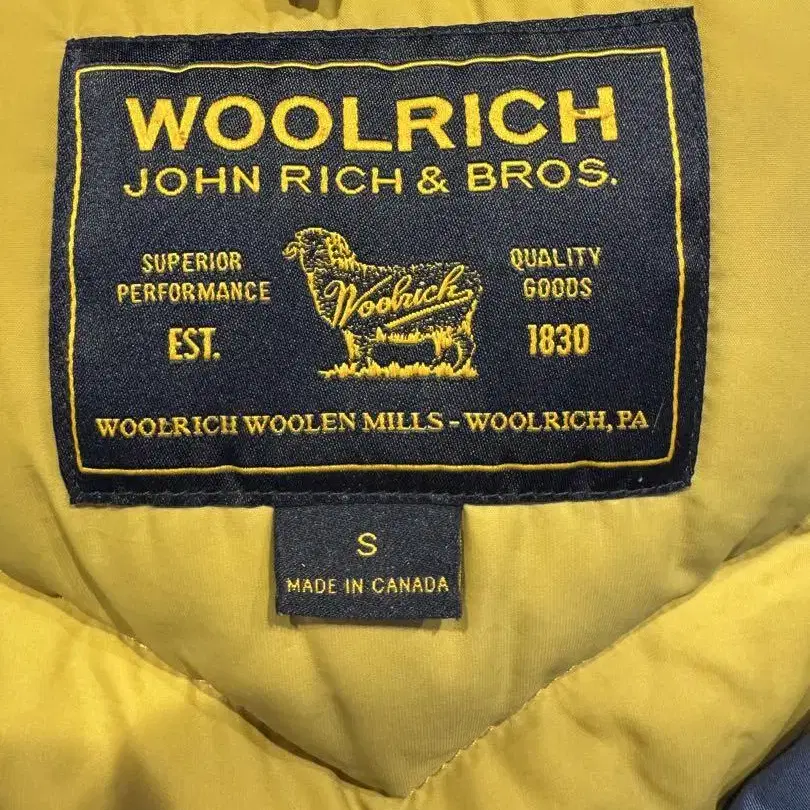 WOOLRICH
JOHN RICH & BROS.
SUPERIOR
PERFORMANCE
EST.
Woolrich
QUALITY
GOODS
1830
WOOLRICH WOOLEN MILLS - WOOLRICH, PA
S
MADE IN CANADA